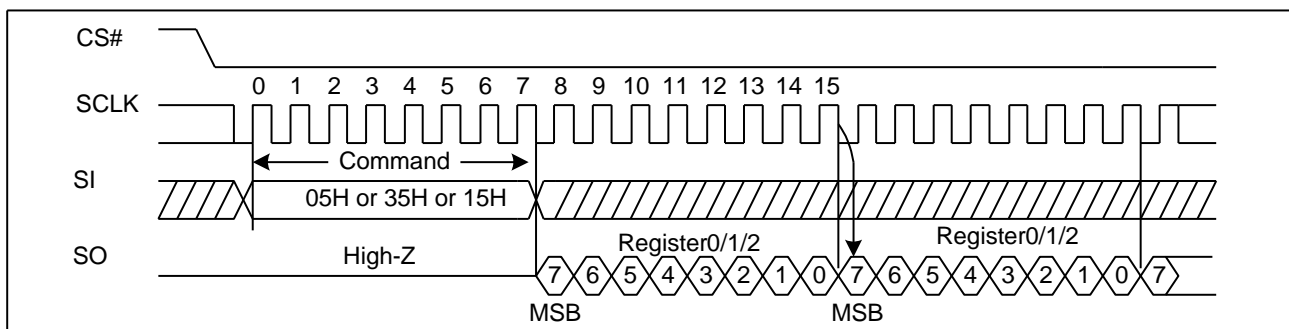 CS#
0 1 2 3 4 5 6 7 8 9 10 11 12 13 14 15
SCLK
Command
SI
05H or 35H or 15H
Register0/1/2 Register0/1/2
SO High-Z
7 6 5 4 3 2 1 0 7 6 5 4 3 2 1 0 7
MSB MSB